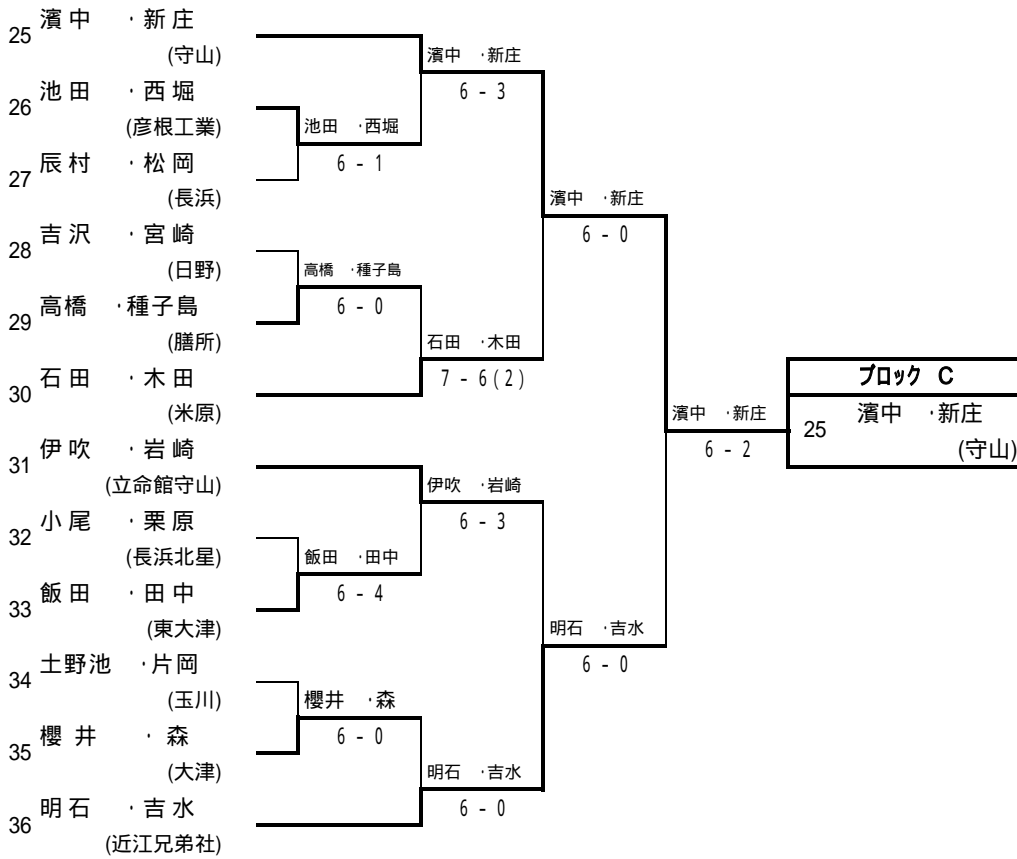 25 濱中 ・新庄
(守山)
26 池田 ・西堀
(彦根工業)
27 辰村 ・松岡
(長浜)
28 吉沢 ・宮崎
(日野)
29 高橋 ・種子島
(膳所)
30 石田 ・木田
(米原)
31 伊吹 ・岩崎
(立命館守山)
32 小尾 ・栗原
(長浜北星)
33 飯田 ・田中
(東大津)
34 土野池 ・片岡
(玉川)
35 櫻井 ・森
(大津)
36 明石 ・吉水
(近江兄弟社)
池田 ・西堀
6 - 1
高橋 ・種子島
6 - 0
飯田 ・田中
6 - 4
櫻井 ・森
6 - 0
濱中 ・新庄
6 - 3
石田 ・木田
7 - 6(2)
伊吹 ・岩崎
6 - 3
明石 ・吉水
6 - 0
濱中 ・新庄
6 - 0
明石 ・吉水
6 - 0
濱中 ・新庄
6 - 2
ブロック C
25 濱中 ・新庄
(守山)